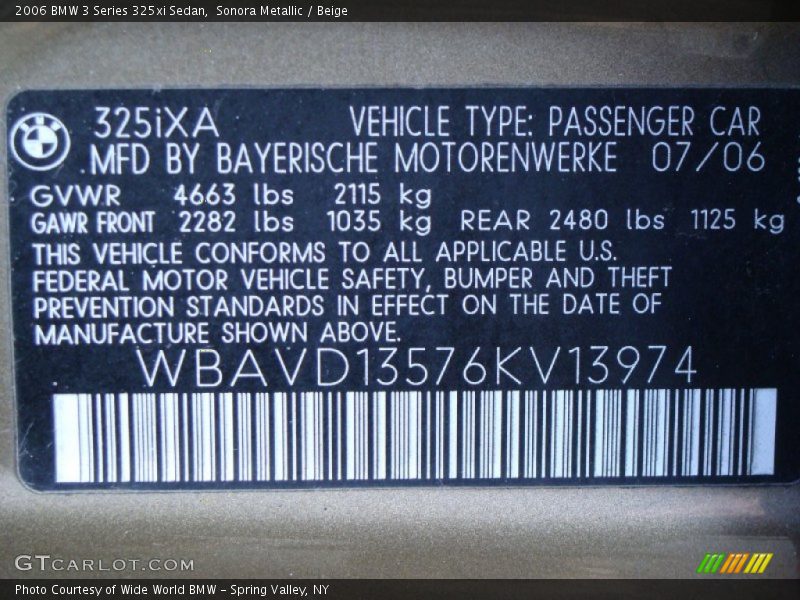 2006 BMW 3 Series 325xi Sedan, Sonora Metallic / Beige
325iXA VEHICLE TYPE: PASSENGER CAR
MFD BY BAYERISCHE MOTORENWERKE 07/06
GVWR 4663 lbs 2115 kg
GAWR FRONT 2282 lbs 1035 kg REAR 2480 lbs 1125 kg
THIS VEHICLE CONFORMS TO ALL APPLICABLE U.S.
FEDERAL MOTOR VEHICLE SAFETY, BUMPER AND THEFT
PREVENTION STANDARDS IN EFFECT ON THE DATE OF
MANUFACTURE SHOWN ABOVE.
WBAVD13576KV13974
GTCARLOT.COM
Photo Courtesy of Wide World BMW - Spring Valley, NY